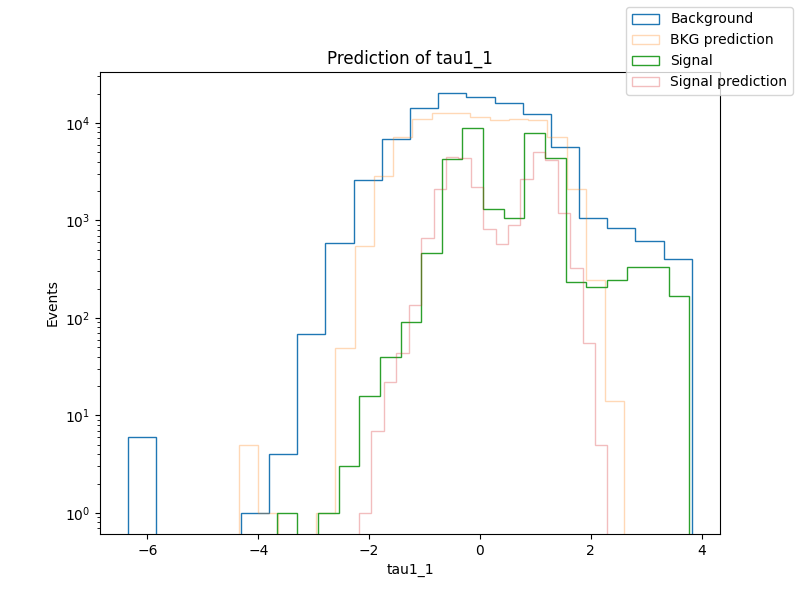 Prediction of tau1_1
Background
BKG prediction
Signal
Signal prediction
Events
10⁴
10³
10²
10¹
10⁰
−6 −4 −2 0 2 4
tau1_1